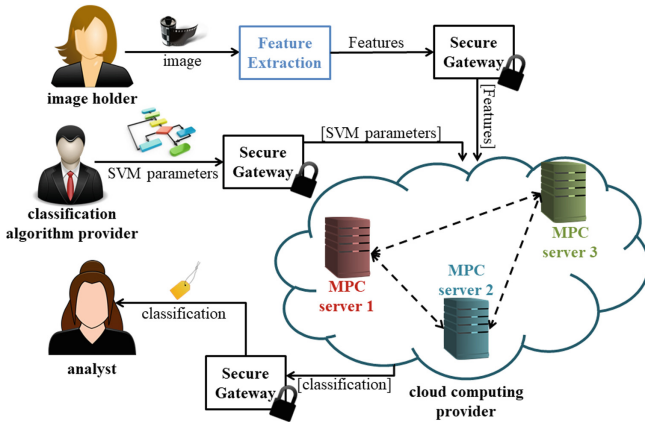 image
Feature
Extraction
Features
Secure
Gateway
image holder
[Features]
[SVM parameters]
SVM parameters
Secure
Gateway
classification
algorithm provider
MPC
server 1
MPC
server 2
MPC
server 3
classification
analyst
Secure
Gateway
[classification]
cloud computing
provider